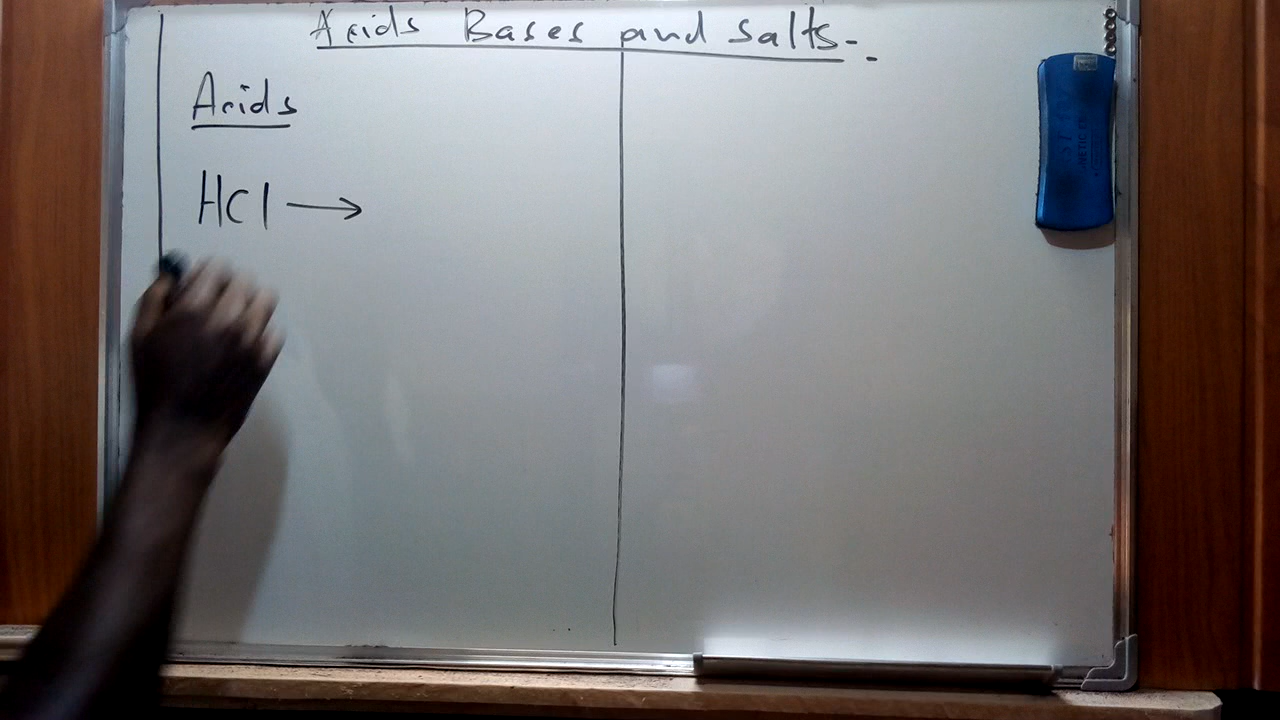 Acids Bases and salts-.
Acids
HCl →